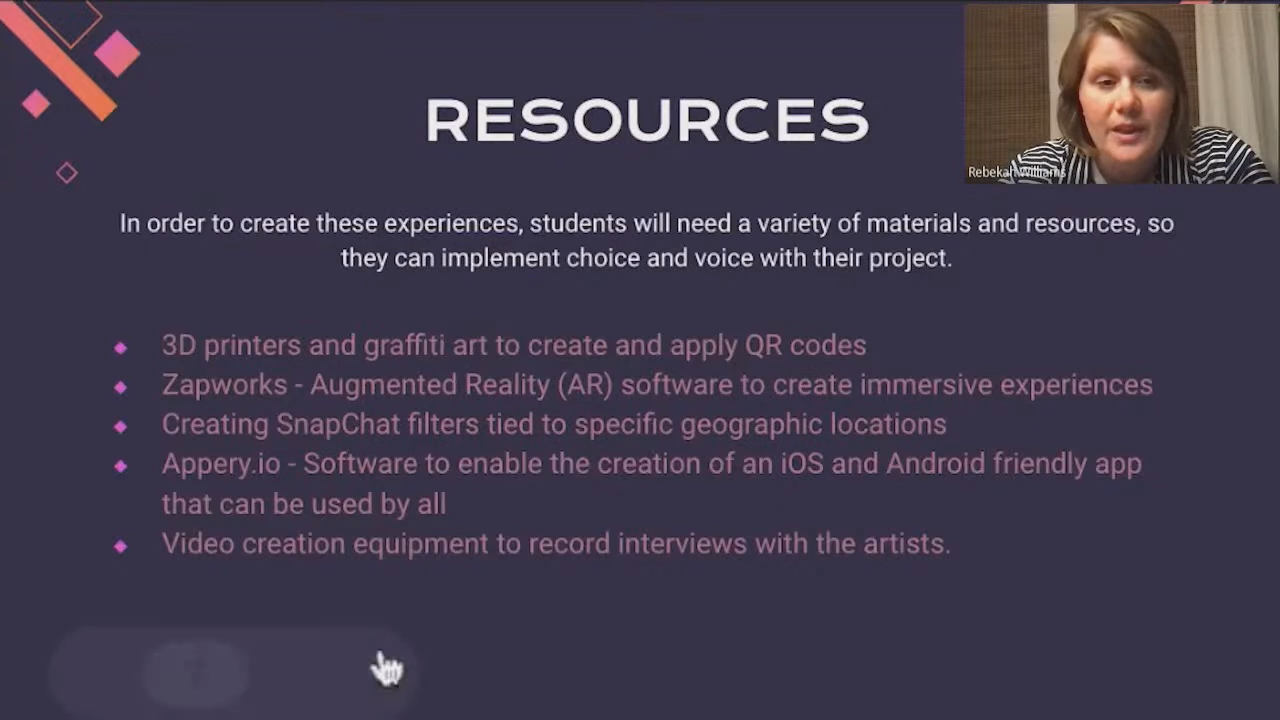 RESOURCES
Rebekah Williams
In order to create these experiences, students will need a variety of materials and resources, so
they can implement choice and voice with their project.
3D printers and graffiti art to create and apply QR codes
Zapworks - Augmented Reality (AR) software to create immersive experiences
Creating SnapChat filters tied to specific geographic locations
Appery.io - Software to enable the creation of an iOS and Android friendly app
that can be used by all
Video creation equipment to record interviews with the artists.